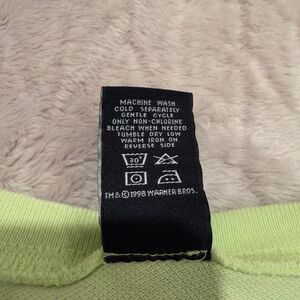 MACHINE WASH
COLD SEPARATELY
GENTLE CYCLE
ONLY NON-CHLORINE
BLEACH WHEN NEEDED
TUMBLE DRY LOW
WARM IRON ON
REVERSE SIDE
30°
TM&©1998 WARNER BROS.